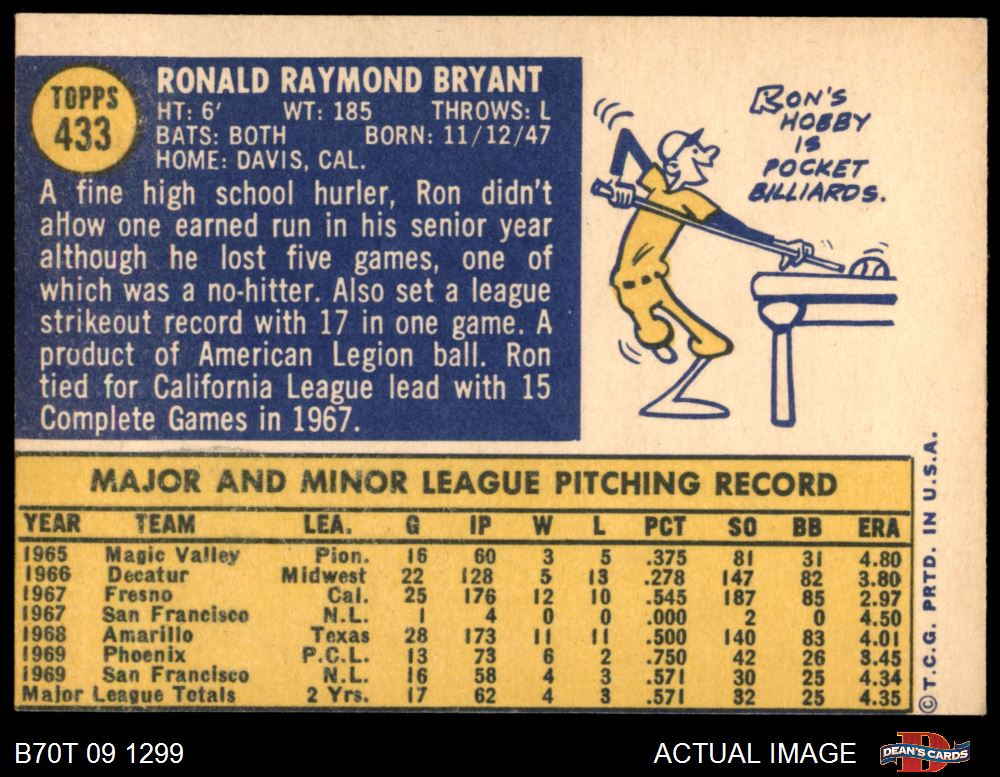 TOPPS
433
RONALD RAYMOND BRYANT
HT: 6' WT: 185 THROWS: L
BATS: BOTH BORN: 11/12/47
HOME: DAVIS, CAL.
A fine high school hurler, Ron didn't
allow one earned run in his senior year
although he lost five games, one of
which was a no-hitter. Also set a league
strikeout record with 17 in one game. A
product of American Legion ball. Ron
tied for California League lead with 15
Complete Games in 1967.
RON'S
HOBBY
IS
POCKET
BILLIARDS.
MAJOR AND MINOR LEAGUE PITCHING RECORD
YEAR TEAM LEA. G IP W L PCT SO BB ERA
1965 Magic Valley Pion. 16 60 3 5 .375 81 31 4.80
1966 Decatur Midwest 22 128 5 13 .278 147 82 3.80
1967 Fresno Cal. 25 176 12 10 .545 187 85 2.97
1967 San Francisco N.L. 1 4 0 0 .000 2 0 4.50
1968 Amarillo Texas 28 173 11 11 .500 140 83 4.01
1969 Phoenix P.C.L. 13 73 6 2 .750 42 26 3.45
1969 San Francisco N.L. 16 58 4 3 .571 30 25 4.34
Major League Totals 2 Yrs. 17 62 4 3 .571 32 25 4.35
©T.C.G. PRTD. IN U.S.A.
B70T 09 1299
ACTUAL IMAGE
DEAN'S CARDS